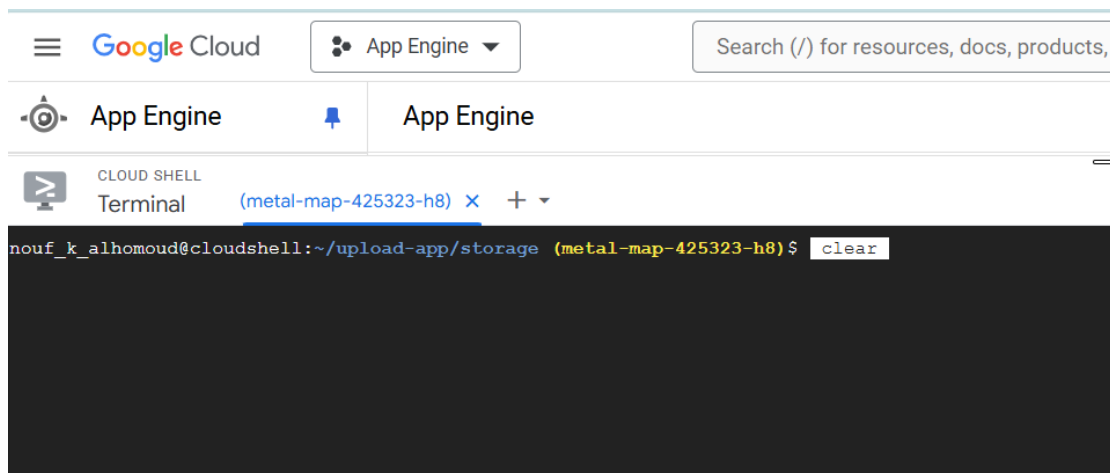 Google Cloud App Engine Search (/) for resources, docs, products,
App Engine App Engine
CLOUD SHELL
Terminal (metal-map-425323-h8)
nouf_k_alhomoud@cloudshell:~/upload-app/storage (metal-map-425323-h8)$ clear